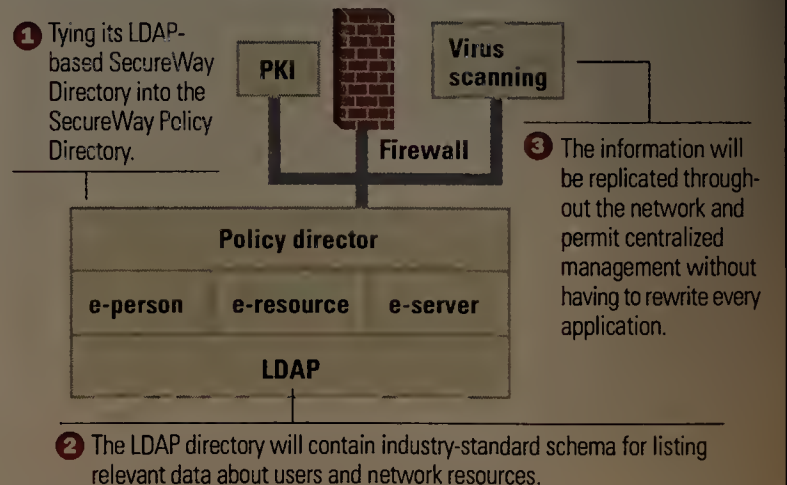 1 Tying its LDAP-
based SecureWay
Directory into the
SecureWay Policy
Directory.
PKI
Firewall
Virus
scanning
3 The information will
be replicated through-
out the network and
permit centralized
management without
having to rewrite every
application.
Policy director
e-person e-resource e-server
LDAP
2 The LDAP directory will contain industry-standard schema for listing
relevant data about users and network resources.